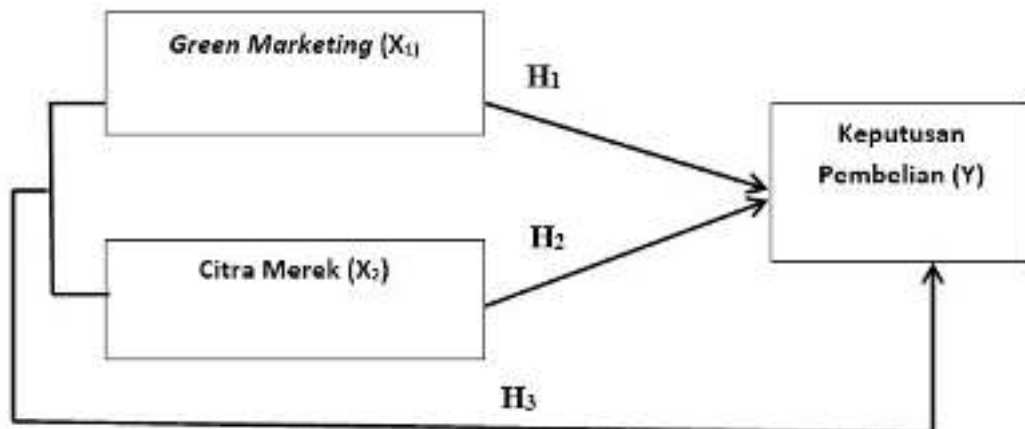 Green Marketing (X₁)
H₁
Keputusan
Pembelian (Y)
H₂
Citra Merek (X₂)
H₃